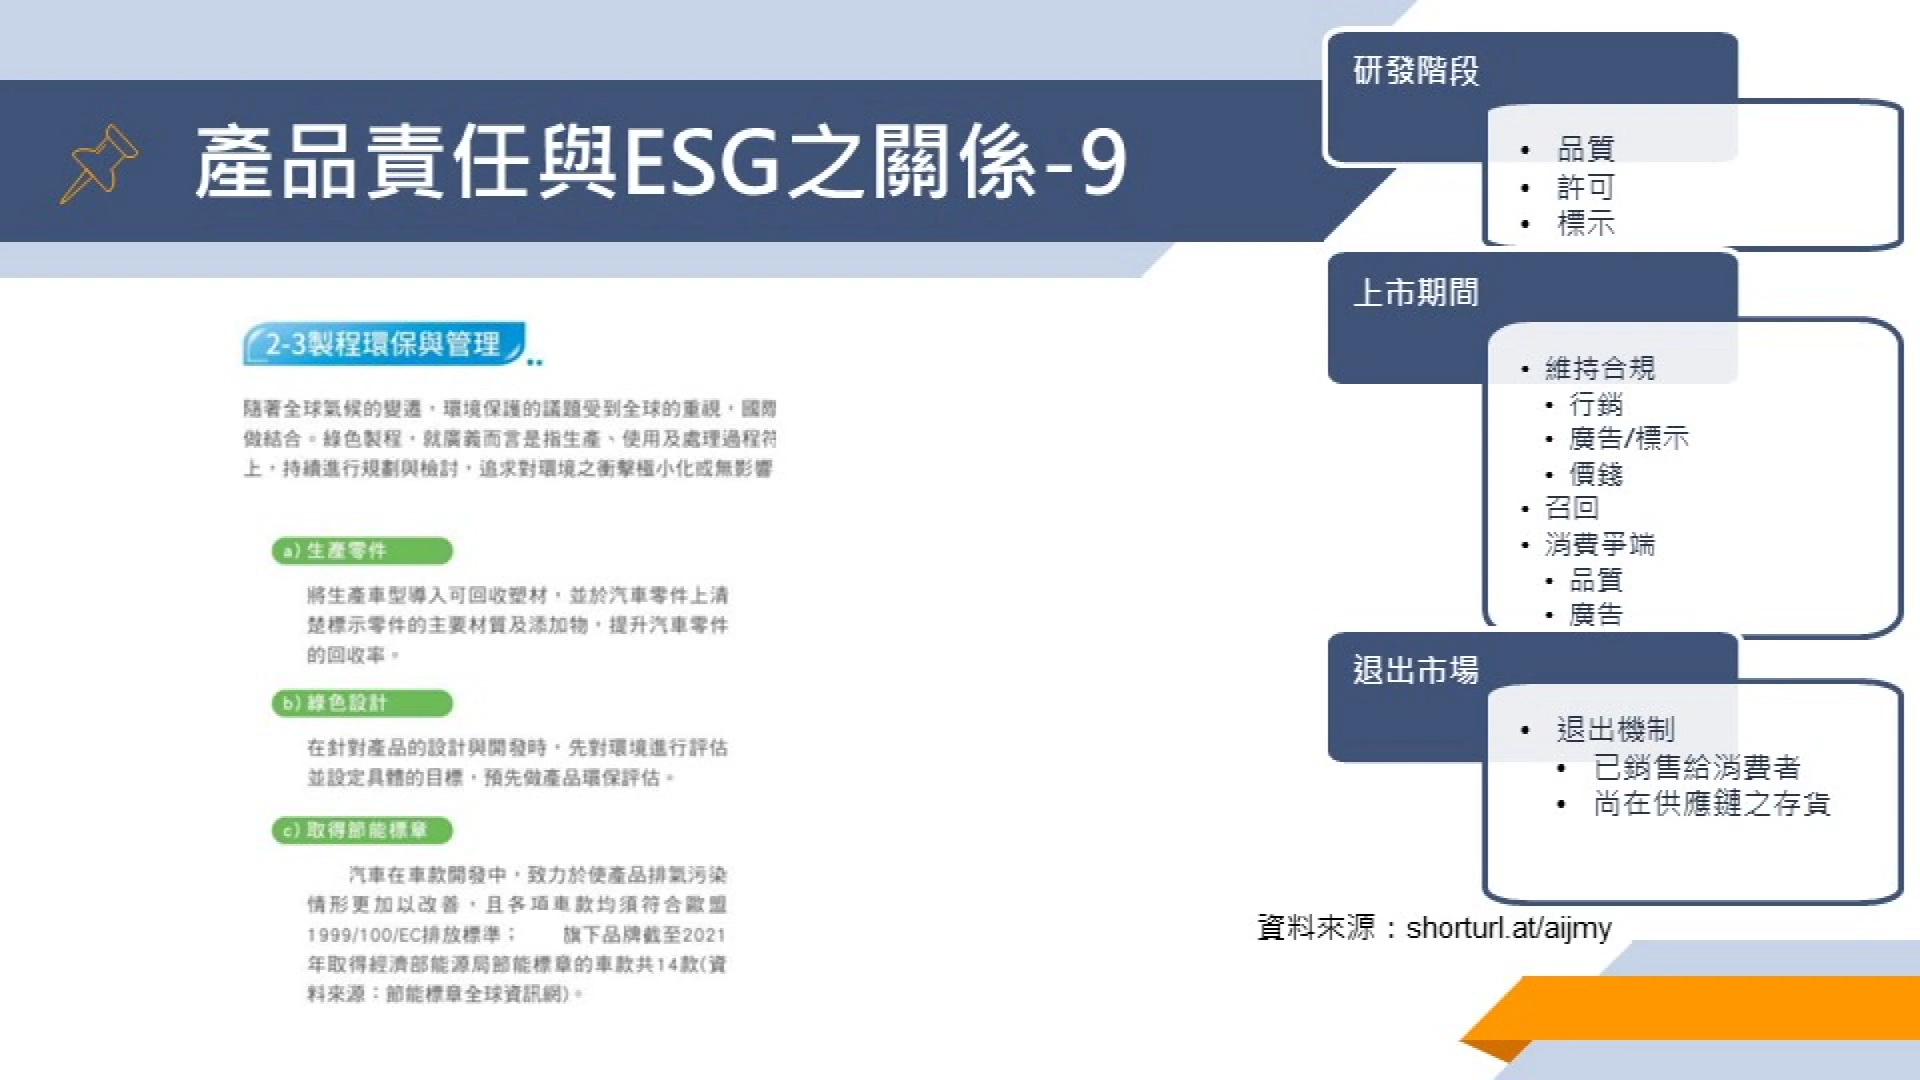 產品責任與ESG之關係-9
2-3製程環保與管理
隨著全球氣候的變遷，環境保護的議題受到全球的重視，國際
做結合。綠色製程，就廣義而言是指生產、使用及處理過程符
上，持續進行規劃與檢討，追求對環境之衝擊極小化或無影響
a) 生產零件
將生產車型導入可回收塑材，並於汽車零件上清
楚標示零件的主要材質及添加物，提升汽車零件
的回收率。
b) 綠色設計
在針對產品的設計與開發時，先對環境進行評估
並設定具體的目標，預先做產品環保評估。
c) 取得節能標章
汽車在車款開發中，致力於使產品排氣污染
情形更加以改善，且各項車款均須符合歐盟
1999/100/EC排放標準； 旗下品牌截至2021
年取得經濟部能源局節能標章的車款共14款(資
料來源：節能標章全球資訊網)。
研發階段
• 品質
• 許可
• 標示
上市期間
• 維持合規
• 行銷
• 廣告/標示
• 價錢
• 召回
• 消費爭端
• 品質
• 廣告
退出市場
• 退出機制
• 已銷售給消費者
• 尚在供應鏈之存貨
資料來源：shorturl.at/aijmy